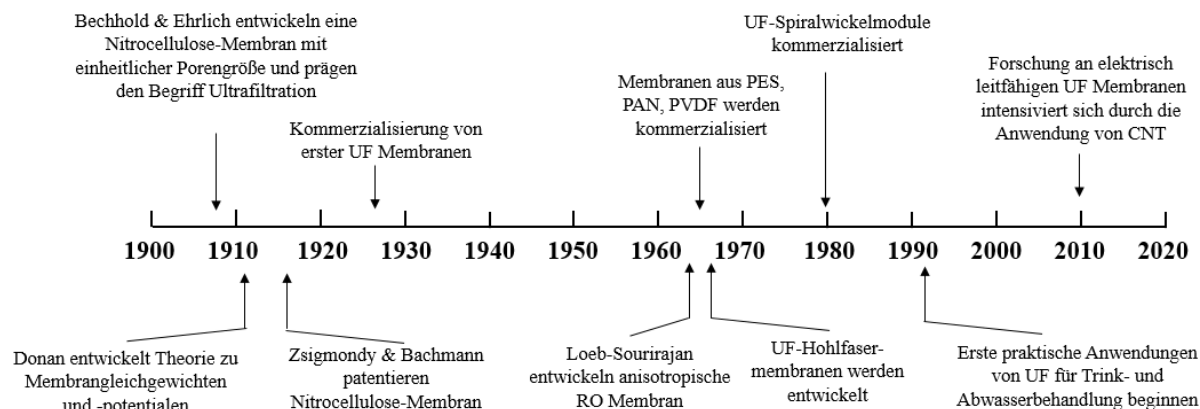 Bechhold & Ehrlich entwickeln eine
Nitrocellulose-Membran mit
einheitlicher Porengröße und prägen
den Begriff Ultrafiltration
Kommerzialisierung von
erster UF Membranen
Membranen aus PES,
PAN, PVDF werden
kommerzialisiert
UF-Spiralwickelmodule
kommerzialisiert
Forschung an elektrisch
leitfähigen UF Membranen
intensiviert sich durch die
Anwendung von CNT
1900 1910 1920 1930 1940 1950 1960 1970 1980 1990 2000 2010 2020
Donan entwickelt Theorie zu
Membrangleichgewichten
und -potentialen
Zsigmondy & Bachmann
patentieren
Nitrocellulose-Membran
Loeb-Sourirajan
entwickeln anisotropische
RO Membran
UF-Hohlfaser-
membranen werden
entwickelt
Erste praktische Anwendungen
von UF für Trink- und
Abwasserbehandlung beginnen